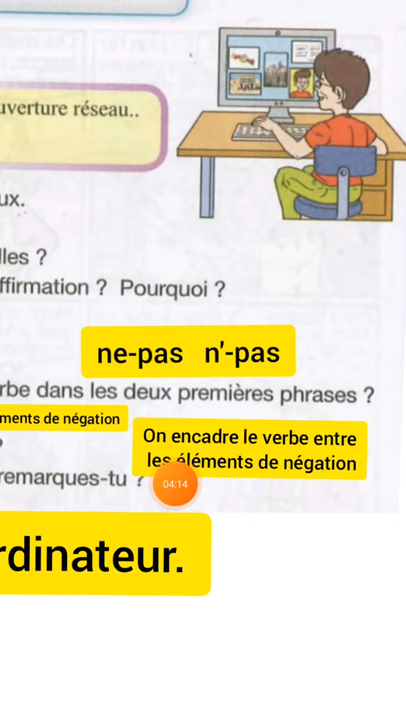 uverture réseau..
ux.
lles ?
ffirmation ? Pourquoi ?
ne-pas n'-pas
rbe dans les deux premières phrases ?
ments de négation
On encadre le verbe entre
les éléments de négation
?
remarques-tu ?
04:14
rdinateur.